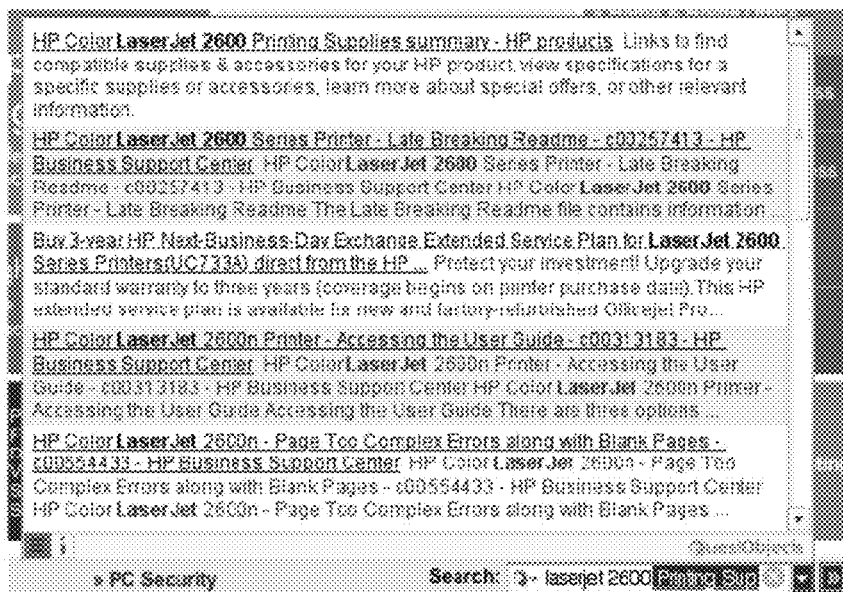 HP Color LaserJet 2600 Printing Supplies summary - HP products Links to find
compatible supplies & accessories for your HP product, view specifications for a
specific supplies or accessories, learn more about special offers, or other relevant
information.
HP Color LaserJet 2600 Series Printer - Late Breaking Readme - c00257413 - HP
Business Support Center HP Color LaserJet 2600 Series Printer - Late Breaking
Readme - c00257413 - HP Business Support Center HP Color LaserJet 2600 Series
Printer - Late Breaking Readme The Late Breaking Readme file contains information ...
Buy 3-year HP Next-Business-Day Exchange Extended Service Plan for LaserJet 2600
Series Printers(UC733A) direct from the HP ... Protect your investment! Upgrade your
standard warranty to three years (coverage begins on printer purchase date).This HP
extended service plan is available for new and factory-refurbished Officejet Pro...
HP Color LaserJet 2600n Printer - Accessing the User Guide - c00313183 - HP
Business Support Center HP Color LaserJet 2600n Printer - Accessing the User
Guide - c00313183 - HP Business Support Center HP Color LaserJet 2600n Printer -
Accessing the User Guide Accessing the User Guide There are three options ...
HP Color LaserJet 2600n - Page Too Complex Errors along with Blank Pages -
c00554433 - HP Business Support Center HP Color LaserJet 2600n - Page Too
Complex Errors along with Blank Pages - c00554433 - HP Business Support Center
HP Color LaserJet 2600n - Page Too Complex Errors along with Blank Pages ...
QuestObjects
» PC Security Search: laserjet 2600 Printing Sup